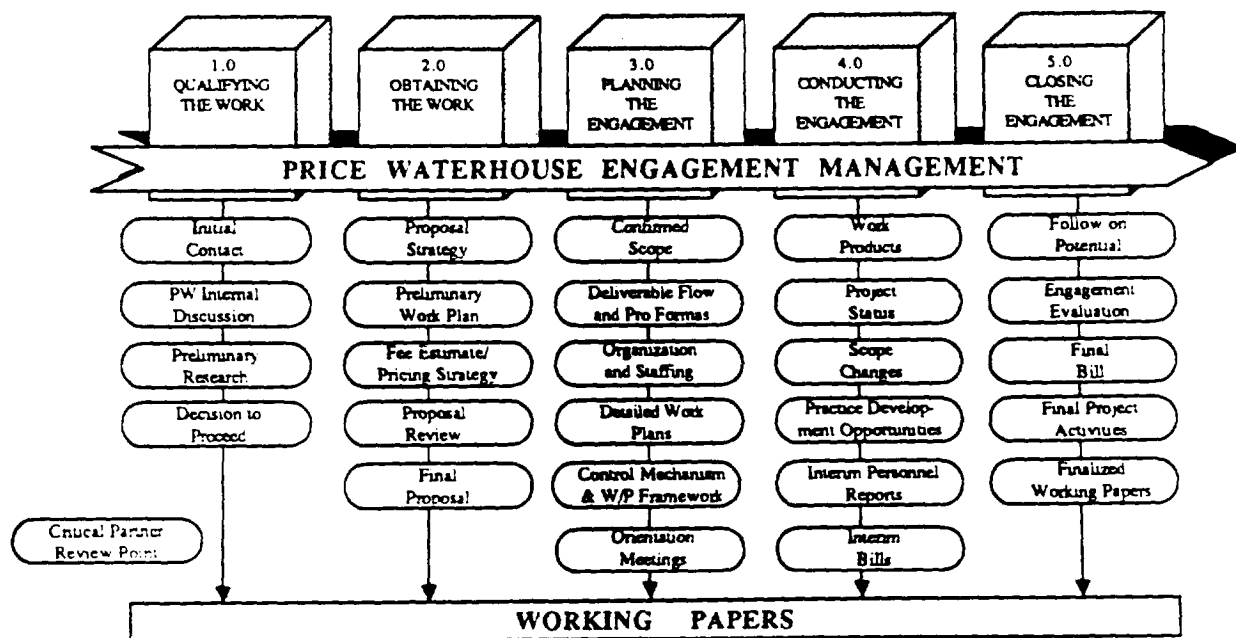 1.0
QUALIFYING
THE WORK
2.0
OBTAINING
THE WORK
3.0
PLANNING
THE
ENGAGEMENT
4.0
CONDUCTING
THE
ENGAGEMENT
5.0
CLOSING
THE
ENGAGEMENT
PRICE WATERHOUSE ENGAGEMENT MANAGEMENT
Initial
Contact
PW Internal
Discussion
Preliminary
Research
Decision to
Proceed
Proposal
Strategy
Preliminary
Work Plan
Fee Estimate/
Pricing Strategy
Proposal
Review
Final
Proposal
Confirmed
Scope
Deliverable Flow
and Pro Formas
Organization
and Staffing
Detailed Work
Plans
Control Mechanism
& W/P Framework
Orientation
Meetings
Work
Products
Project
Status
Scope
Changes
Practice Develop-
ment Opportunities
Interim Personnel
Reports
Interim
Bills
Follow on
Potential
Engagement
Evaluation
Final
Bill
Final Project
Activities
Finalized
Working Papers
Critical Partner
Review Point
WORKING PAPERS